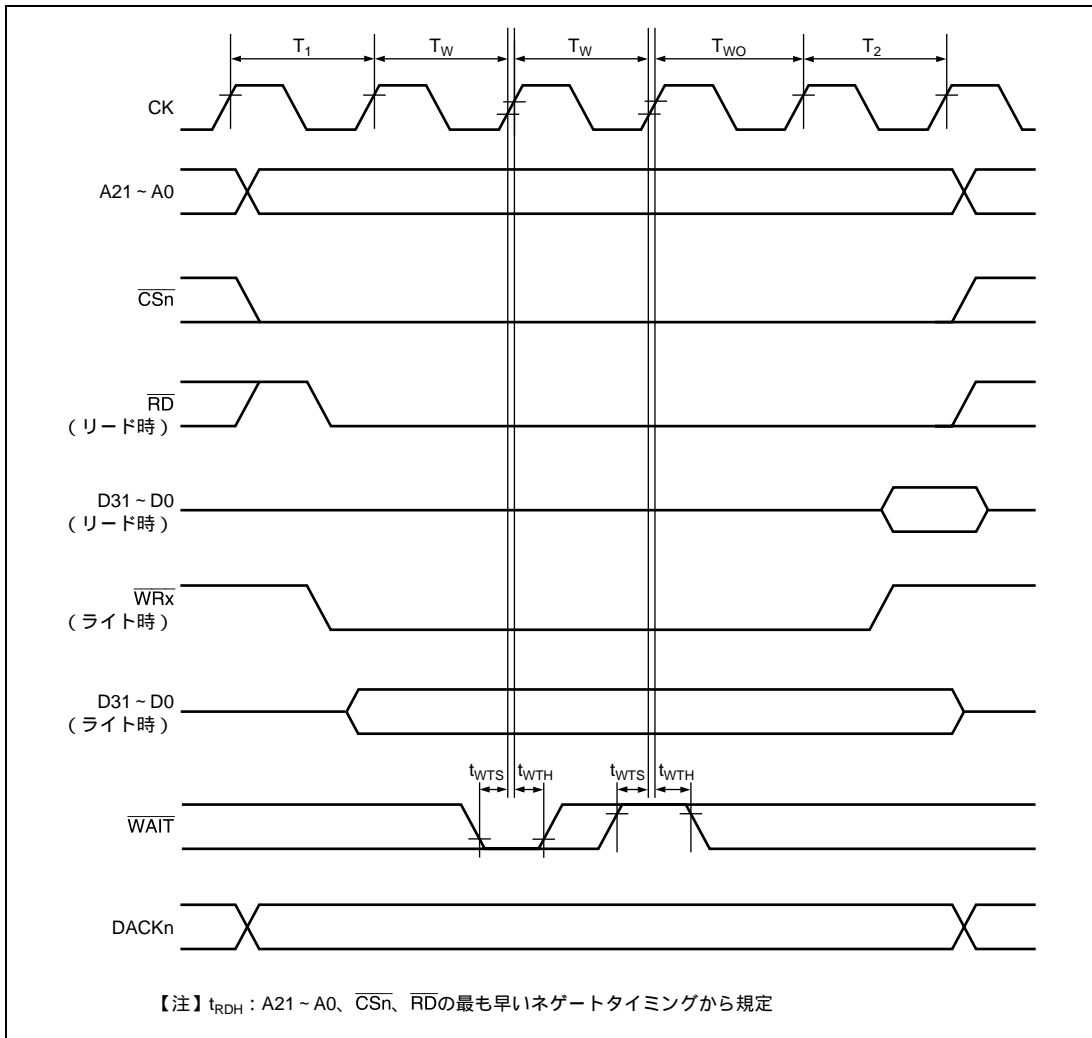 T1 TW TW TWO T2
CK
A21 ~ A0
CSn
RD
（リード時）
D31 ~ D0
（リード時）
WRx
（ライト時）
D31 ~ D0
（ライト時）
tWTS tWTH tWTS tWTH
WAIT
DACKn
【注】tRDH：A21 ~ A0、CSn、RDの最も早いネゲートタイミングから規定